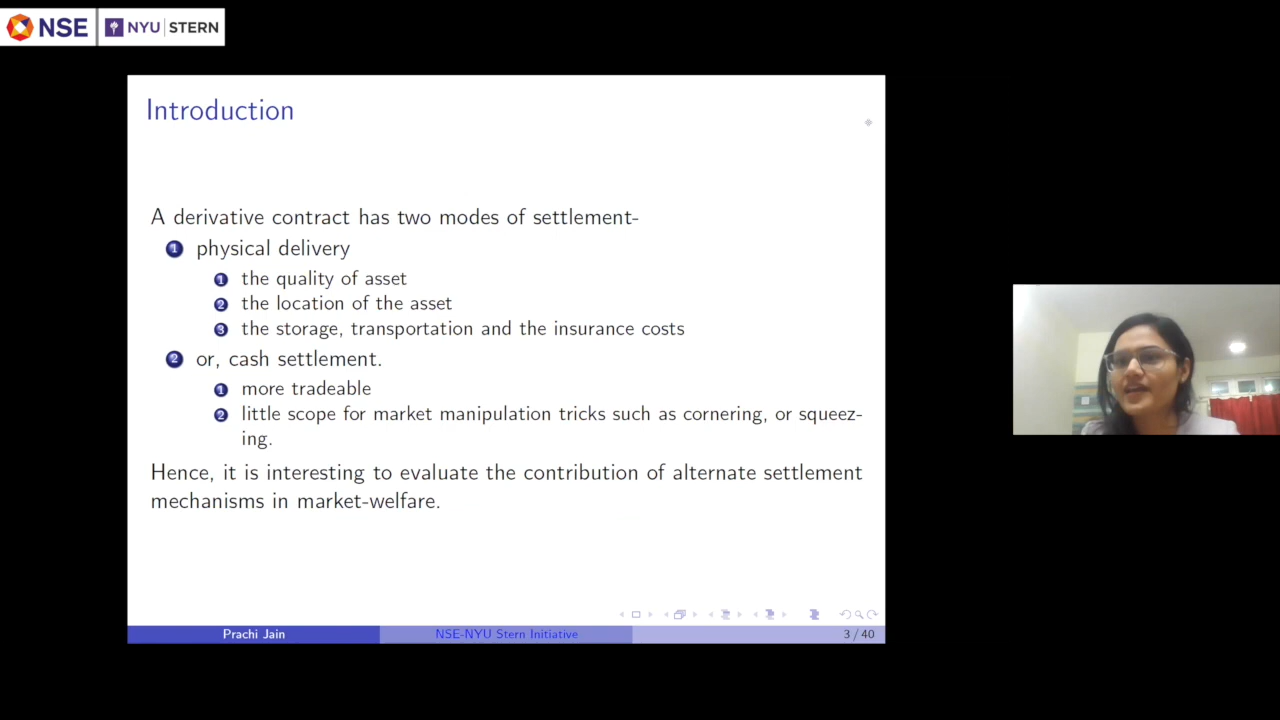 NSE NYU STERN
Introduction
A derivative contract has two modes of settlement-
1 physical delivery
1 the quality of asset
2 the location of the asset
3 the storage, transportation and the insurance costs
2 or, cash settlement.
1 more tradeable
2 little scope for market manipulation tricks such as cornering, or squeez-
ing.
Hence, it is interesting to evaluate the contribution of alternate settlement
mechanisms in market-welfare.
Prachi Jain NSE-NYU Stern Initiative 3 / 40